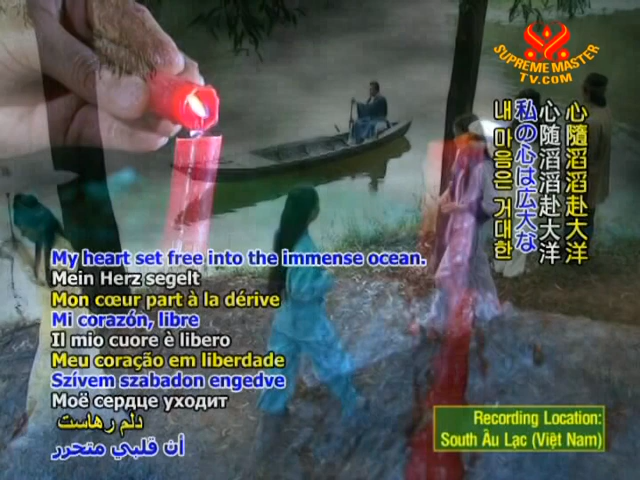 SUPREME MASTER
TV.COM
心隨滔滔赴大洋
心随滔滔赴大洋
私の心は広大な
내 마음은 거대한
My heart set free into the immense ocean.
Mein Herz segelt
Mon cœur part à la dérive
Mi corazón, libre
Il mio cuore è libero
Meu coração em liberdade
Szívem szabadon engedve
Моё сердце уходит
دلم رهاست
أن قلبي متحرر
Recording Location:
South Âu Lạc (Việt Nam)